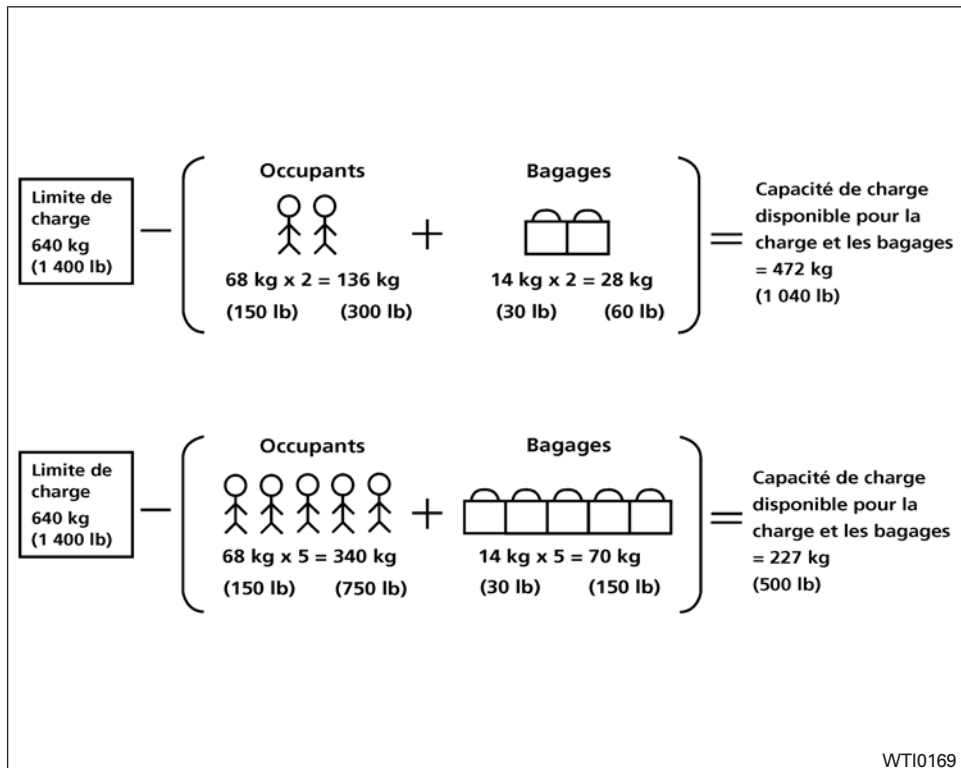 Occupants
Bagages
Limite de
charge
640 kg
(1 400 lb)
68 kg x 2 = 136 kg
(150 lb) (300 lb)
14 kg x 2 = 28 kg
(30 lb) (60 lb)
Capacité de charge
disponible pour la
charge et les bagages
= 472 kg
(1 040 lb)
Occupants
Bagages
Limite de
charge
640 kg
(1 400 lb)
68 kg x 5 = 340 kg
(150 lb) (750 lb)
14 kg x 5 = 70 kg
(30 lb) (150 lb)
Capacité de charge
disponible pour la
charge et les bagages
= 227 kg
(500 lb)
WTI0169